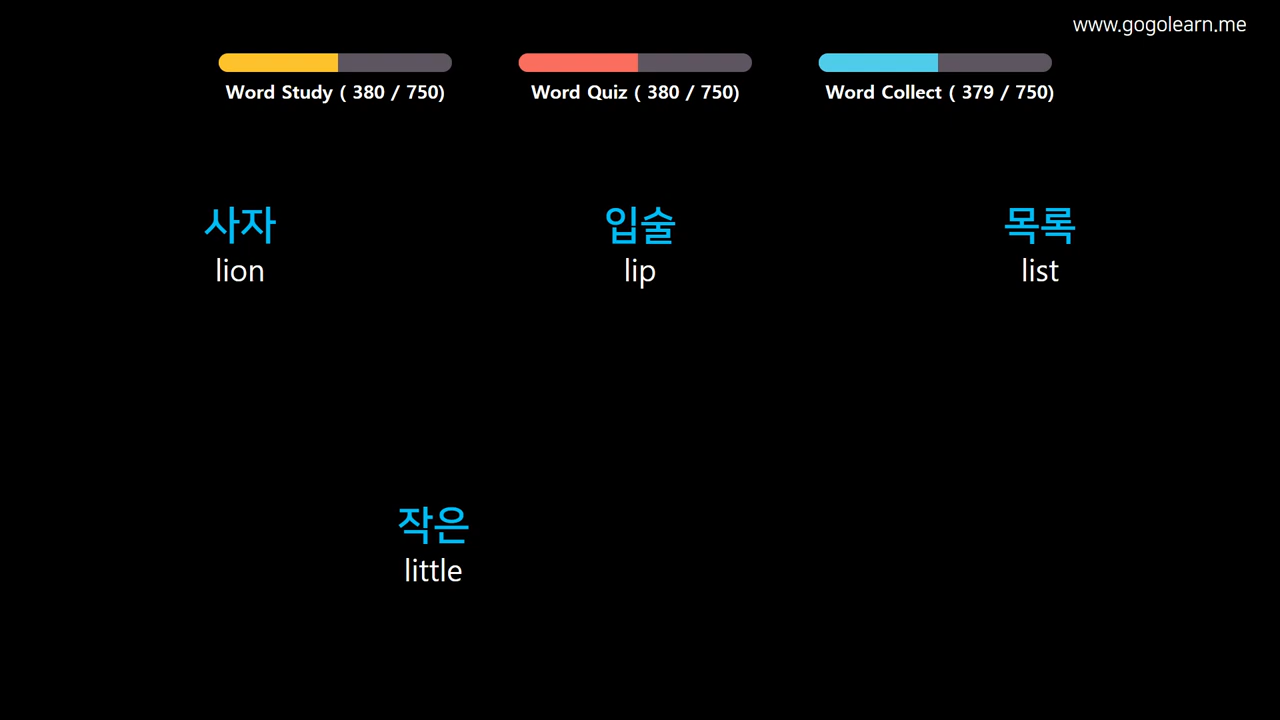 www.gogolearn.me
Word Study ( 380 / 750)
Word Quiz ( 380 / 750)
Word Collect ( 379 / 750)
사자
lion
입술
lip
목록
list
작은
little